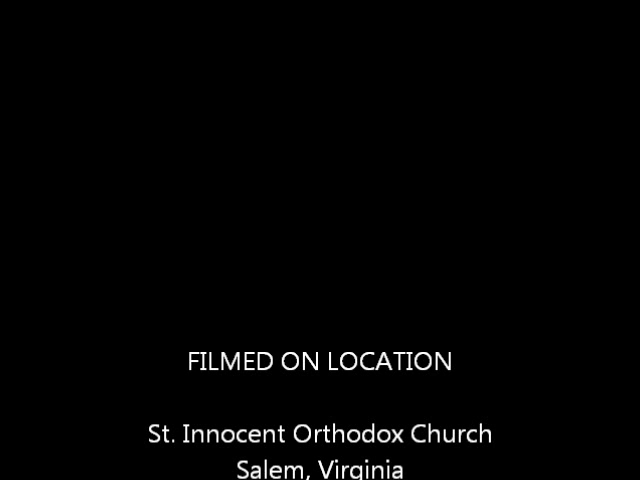 FILMED ON LOCATION
St. Innocent Orthodox Church
Salem, Virginia